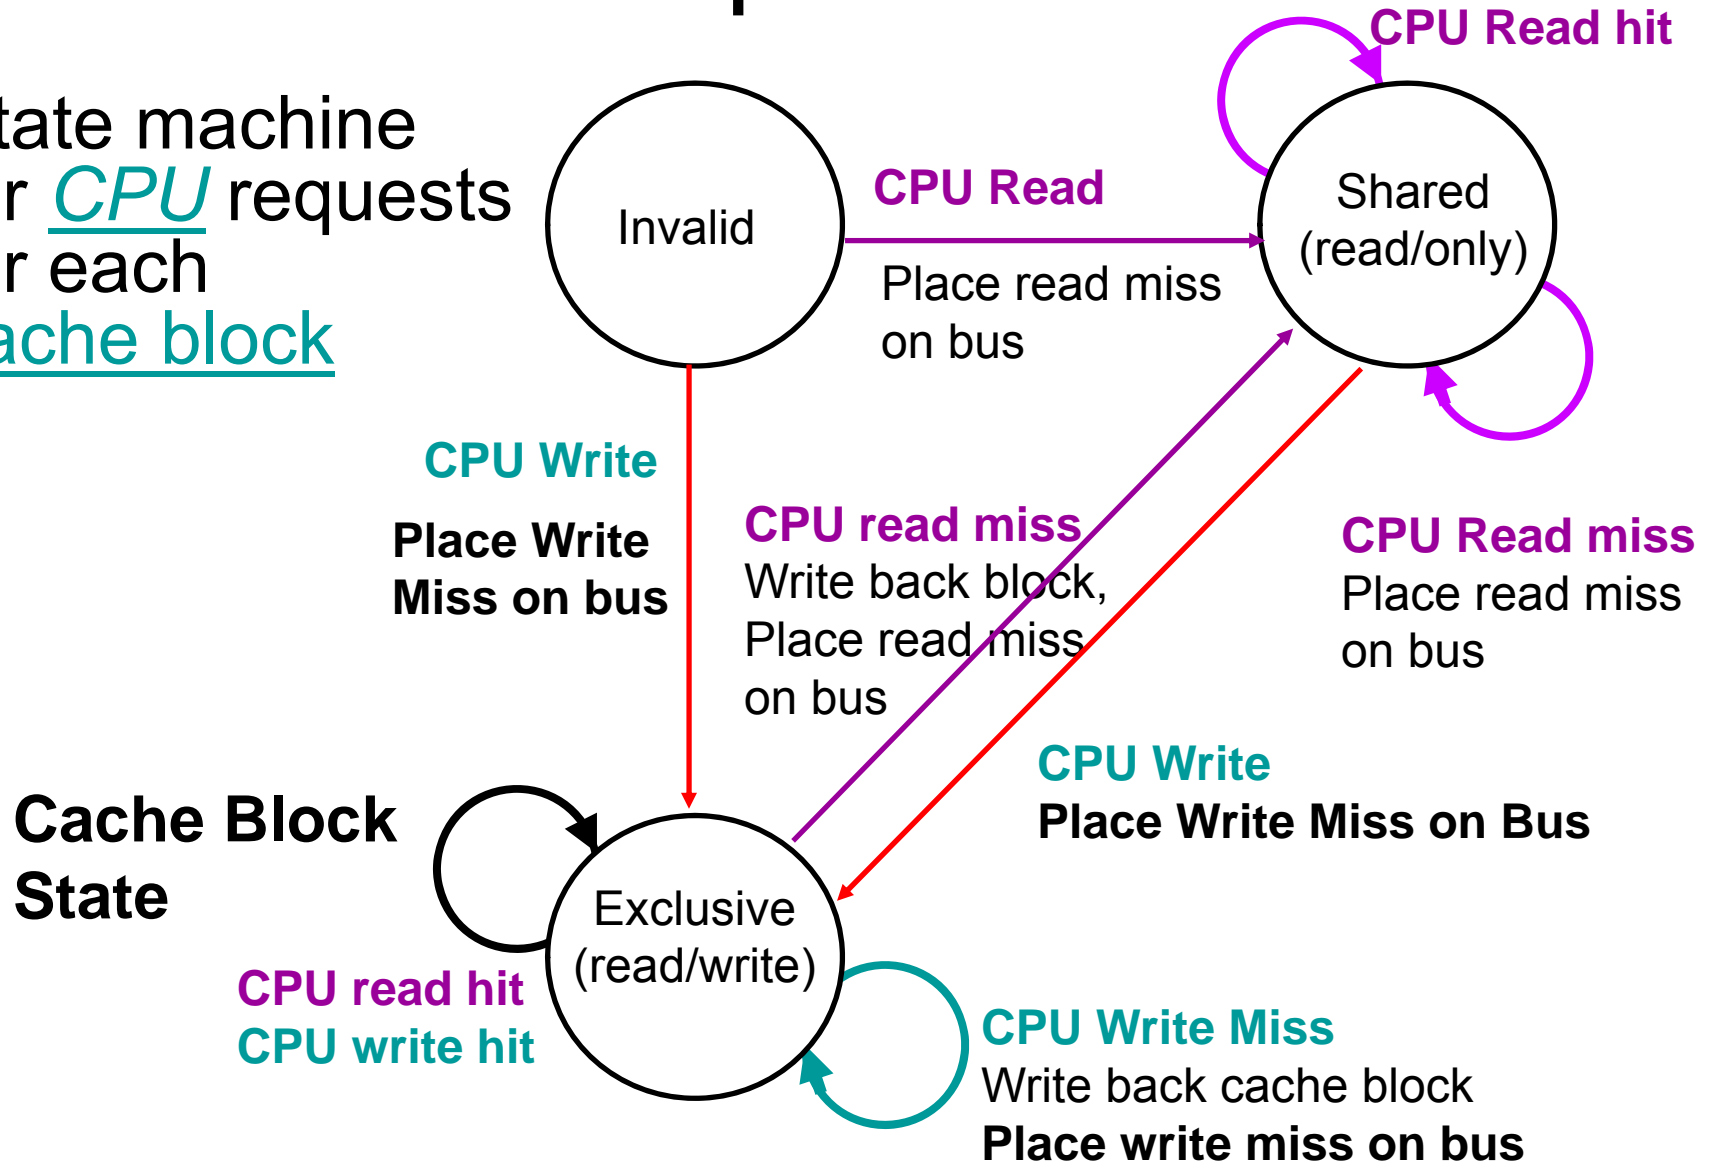 CPU Read hit
tate machine
r CPU requests
r each
ache block
Invalid
CPU Read
Place read miss
on bus
Shared
(read/only)
CPU Write
Place Write
Miss on bus
CPU read miss
Write back block,
Place read miss
on bus
CPU Read miss
Place read miss
on bus
CPU Write
Place Write Miss on Bus
Cache Block
State
Exclusive
(read/write)
CPU read hit
CPU write hit
CPU Write Miss
Write back cache block
Place write miss on bus